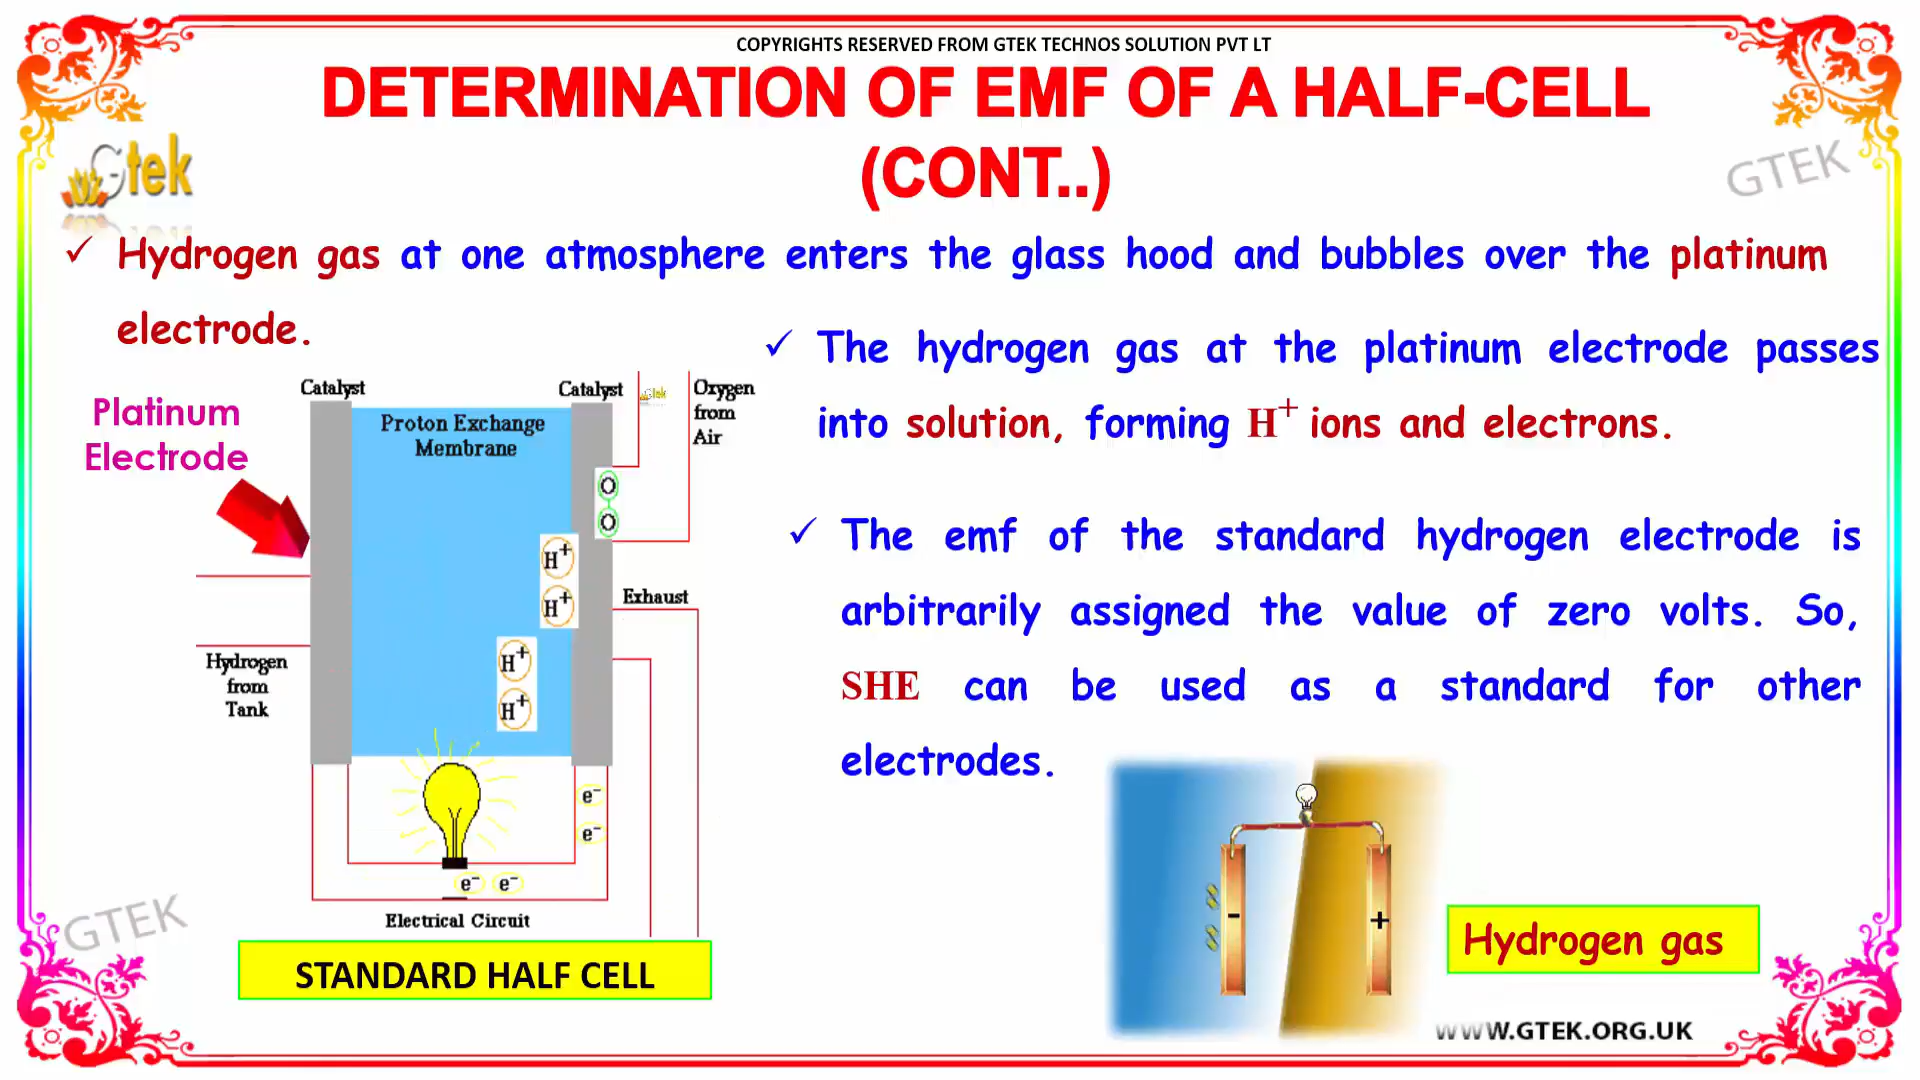 COPYRIGHTS RESERVED FROM GTEK TECHNOS SOLUTION PVT LT
DETERMINATION OF EMF OF A HALF-CELL
(CONT..)
Gtek
GTEK
✓ Hydrogen gas at one atmosphere enters the glass hood and bubbles over the platinum
electrode.
✓ The hydrogen gas at the platinum electrode passes
into solution, forming H⁺ ions and electrons.
✓ The emf of the standard hydrogen electrode is
arbitrarily assigned the value of zero volts. So,
SHE can be used as a standard for other
electrodes.
Platinum
Electrode
Catalyst
Catalyst
Proton Exchange
Membrane
Oxygen
from
Air
O
O
H⁺
H⁺
H⁺
H⁺
Exhaust
Hydrogen
from
Tank
e⁻
e⁻
e⁻ e⁻
Electrical Circuit
STANDARD HALF CELL
- +
Hydrogen gas
GTEK
WWW.GTEK.ORG.UK